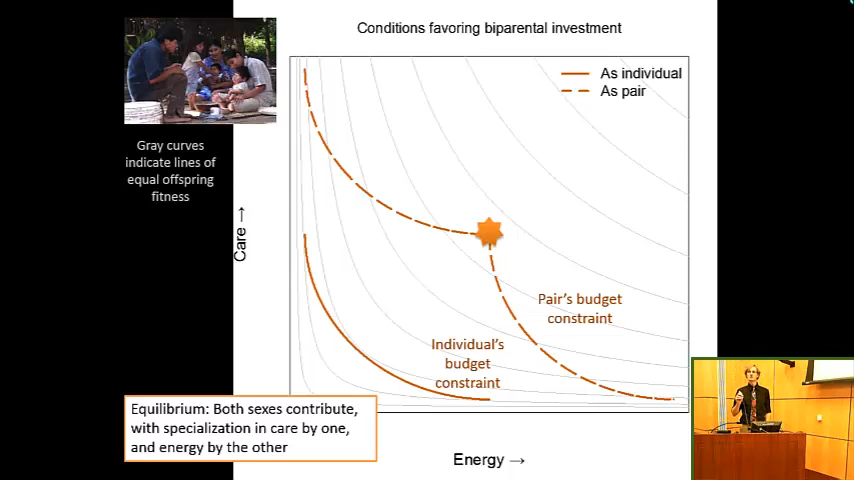 Conditions favoring biparental investment
As individual
As pair
Gray curves
indicate lines of
equal offspring
fitness
Care →
Pair's budget
constraint
Individual's
budget
constraint
Equilibrium: Both sexes contribute,
with specialization in care by one,
and energy by the other
Energy →